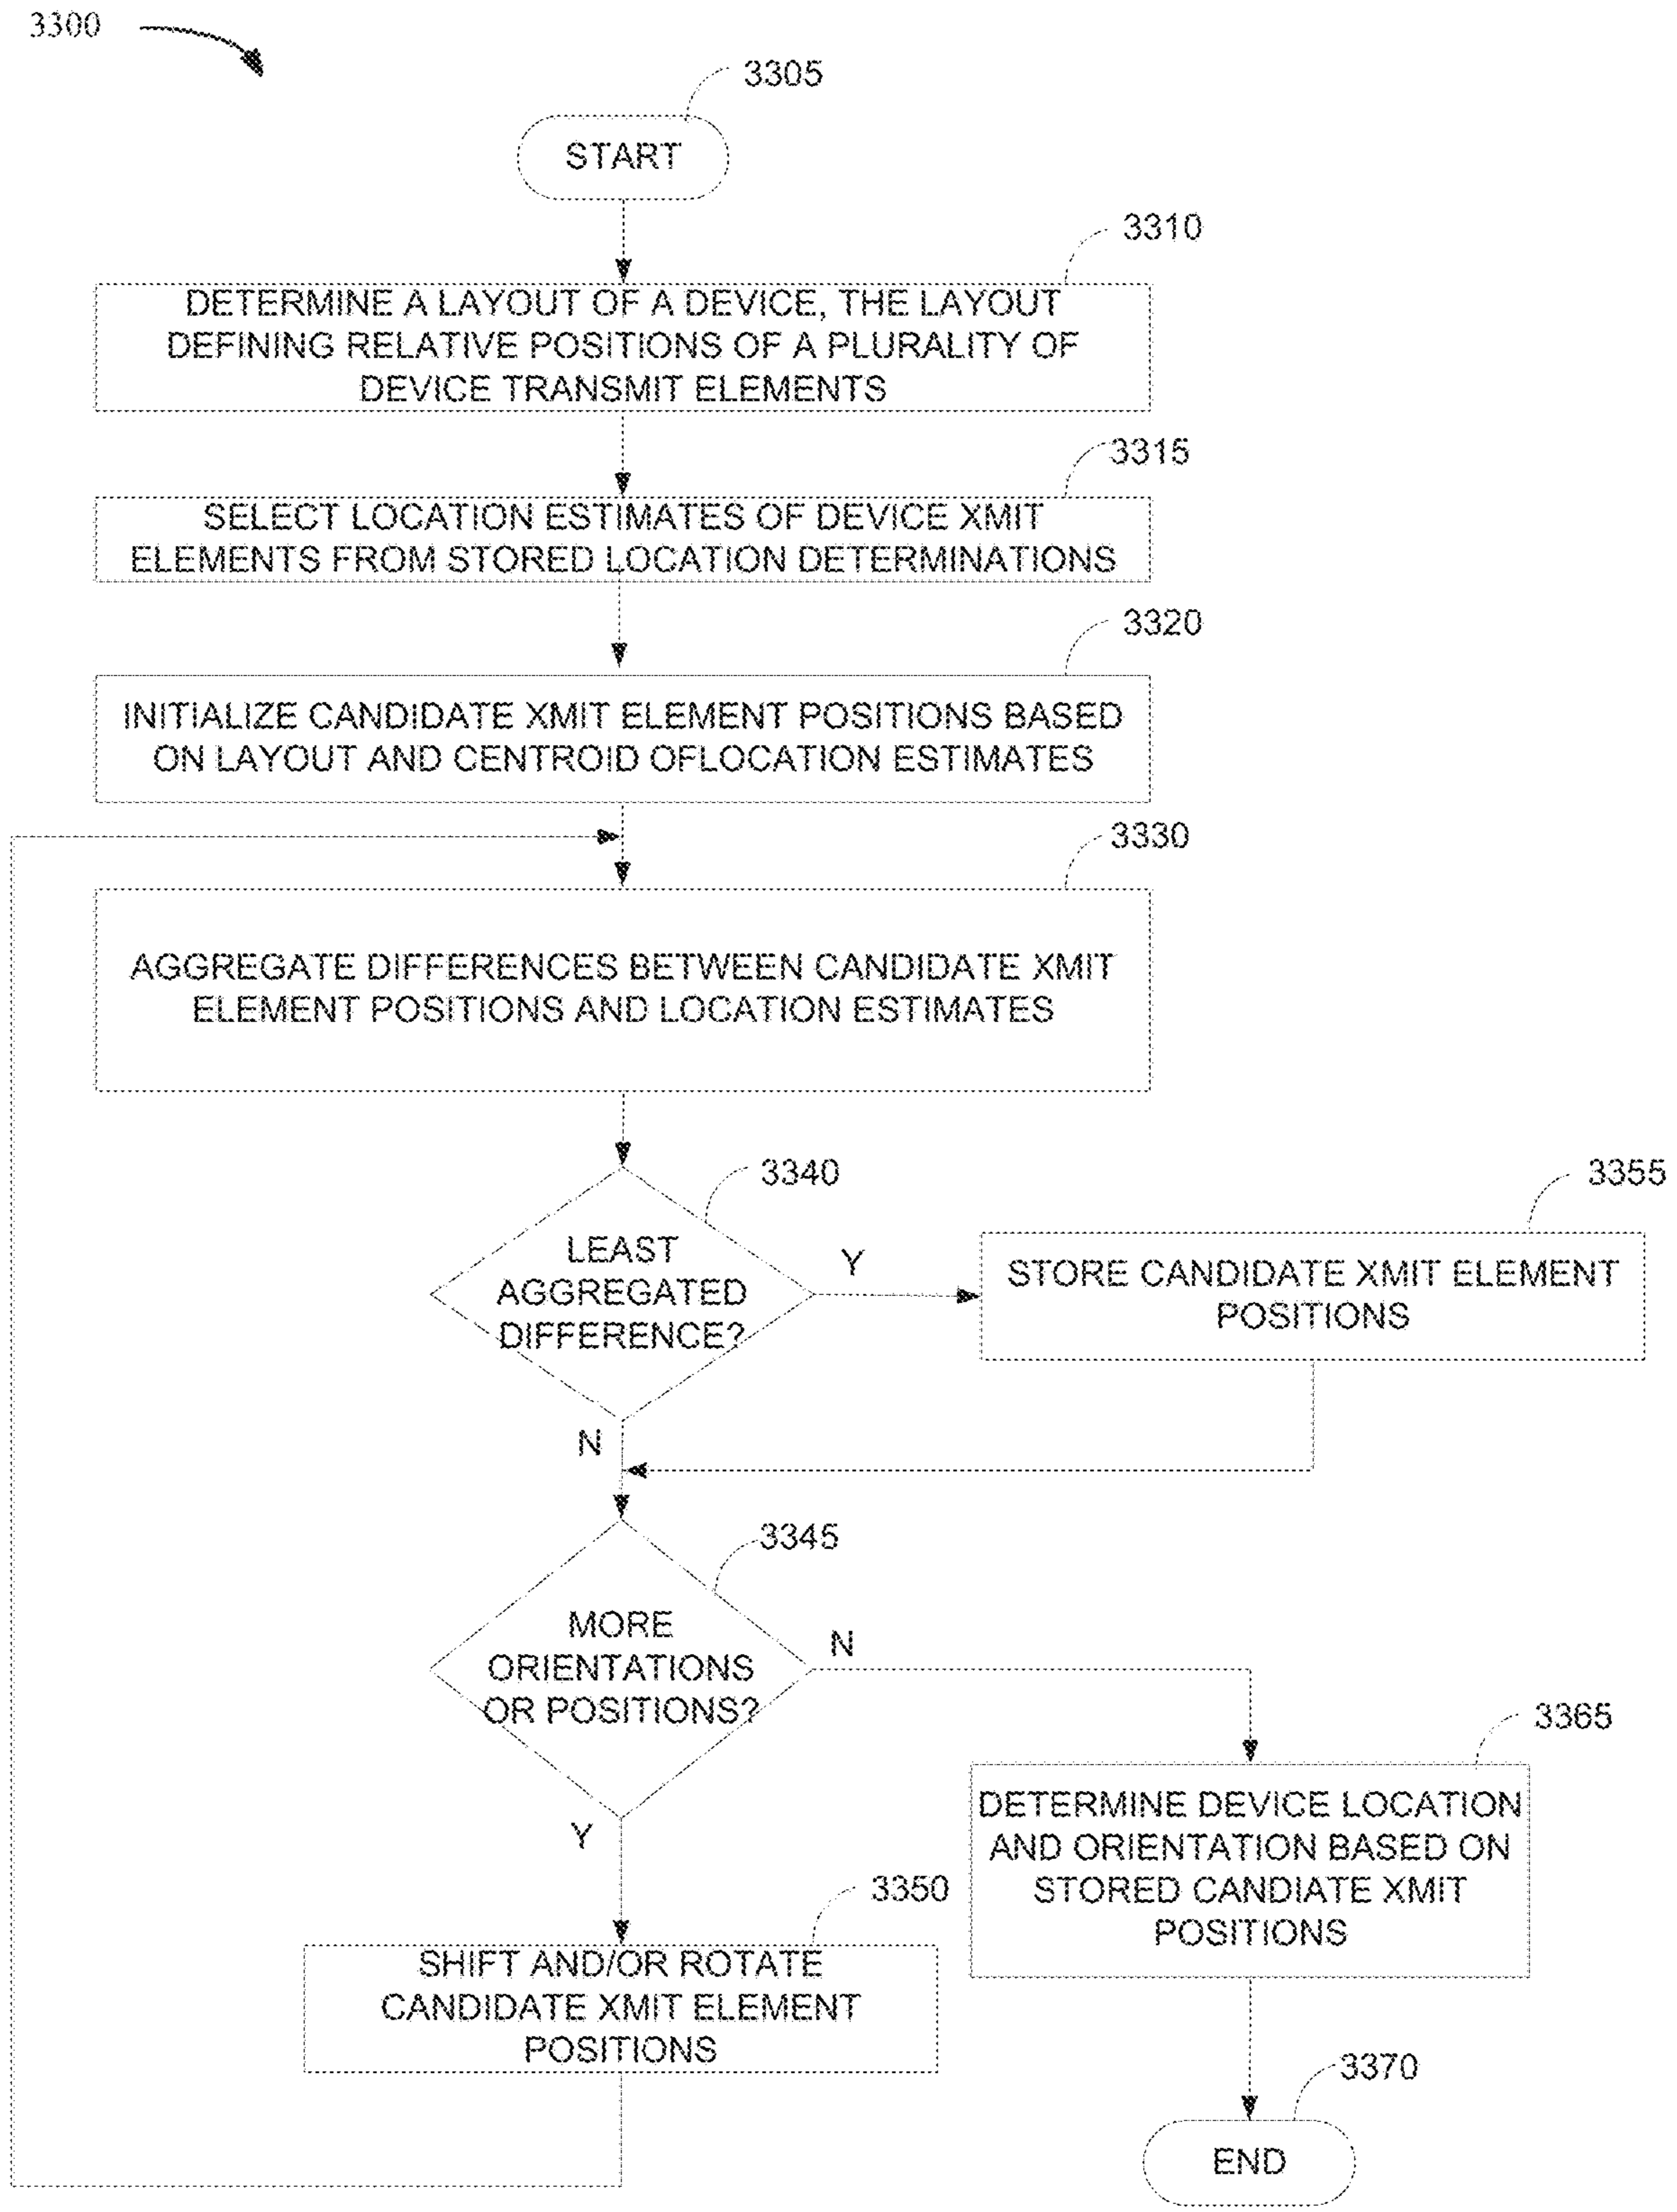 3300
3305
START
3310
DETERMINE A LAYOUT OF A DEVICE, THE LAYOUT
DEFINING RELATIVE POSITIONS OF A PLURALITY OF
DEVICE TRANSMIT ELEMENTS
3315
SELECT LOCATION ESTIMATES OF DEVICE XMIT
ELEMENTS FROM STORED LOCATION DETERMINATIONS
3320
INITIALIZE CANDIDATE XMIT ELEMENT POSITIONS BASED
ON LAYOUT AND CENTROID OFLOCATION ESTIMATES
3330
AGGREGATE DIFFERENCES BETWEEN CANDIDATE XMIT
ELEMENT POSITIONS AND LOCATION ESTIMATES
3340
LEAST
AGGREGATED
DIFFERENCE?
Y
3355
STORE CANDIDATE XMIT ELEMENT
POSITIONS
N
3345
MORE
ORIENTATIONS
OR POSITIONS?
N
3365
DETERMINE DEVICE LOCATION
AND ORIENTATION BASED ON
STORED CANDIATE XMIT
POSITIONS
Y
3350
SHIFT AND/OR ROTATE
CANDIDATE XMIT ELEMENT
POSITIONS
3370
END